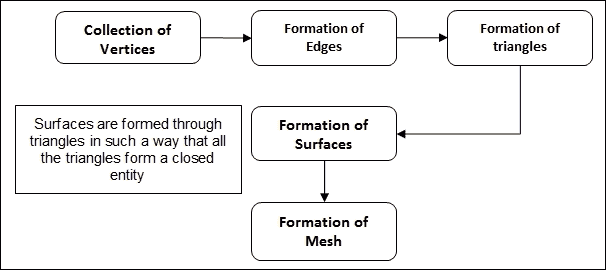 Collection of
Vertices
Formation of
Edges
Formation of
triangles
Surfaces are formed through
triangles in such a way that all
the triangles form a closed
entity
Formation of
Surfaces
Formation of
Mesh